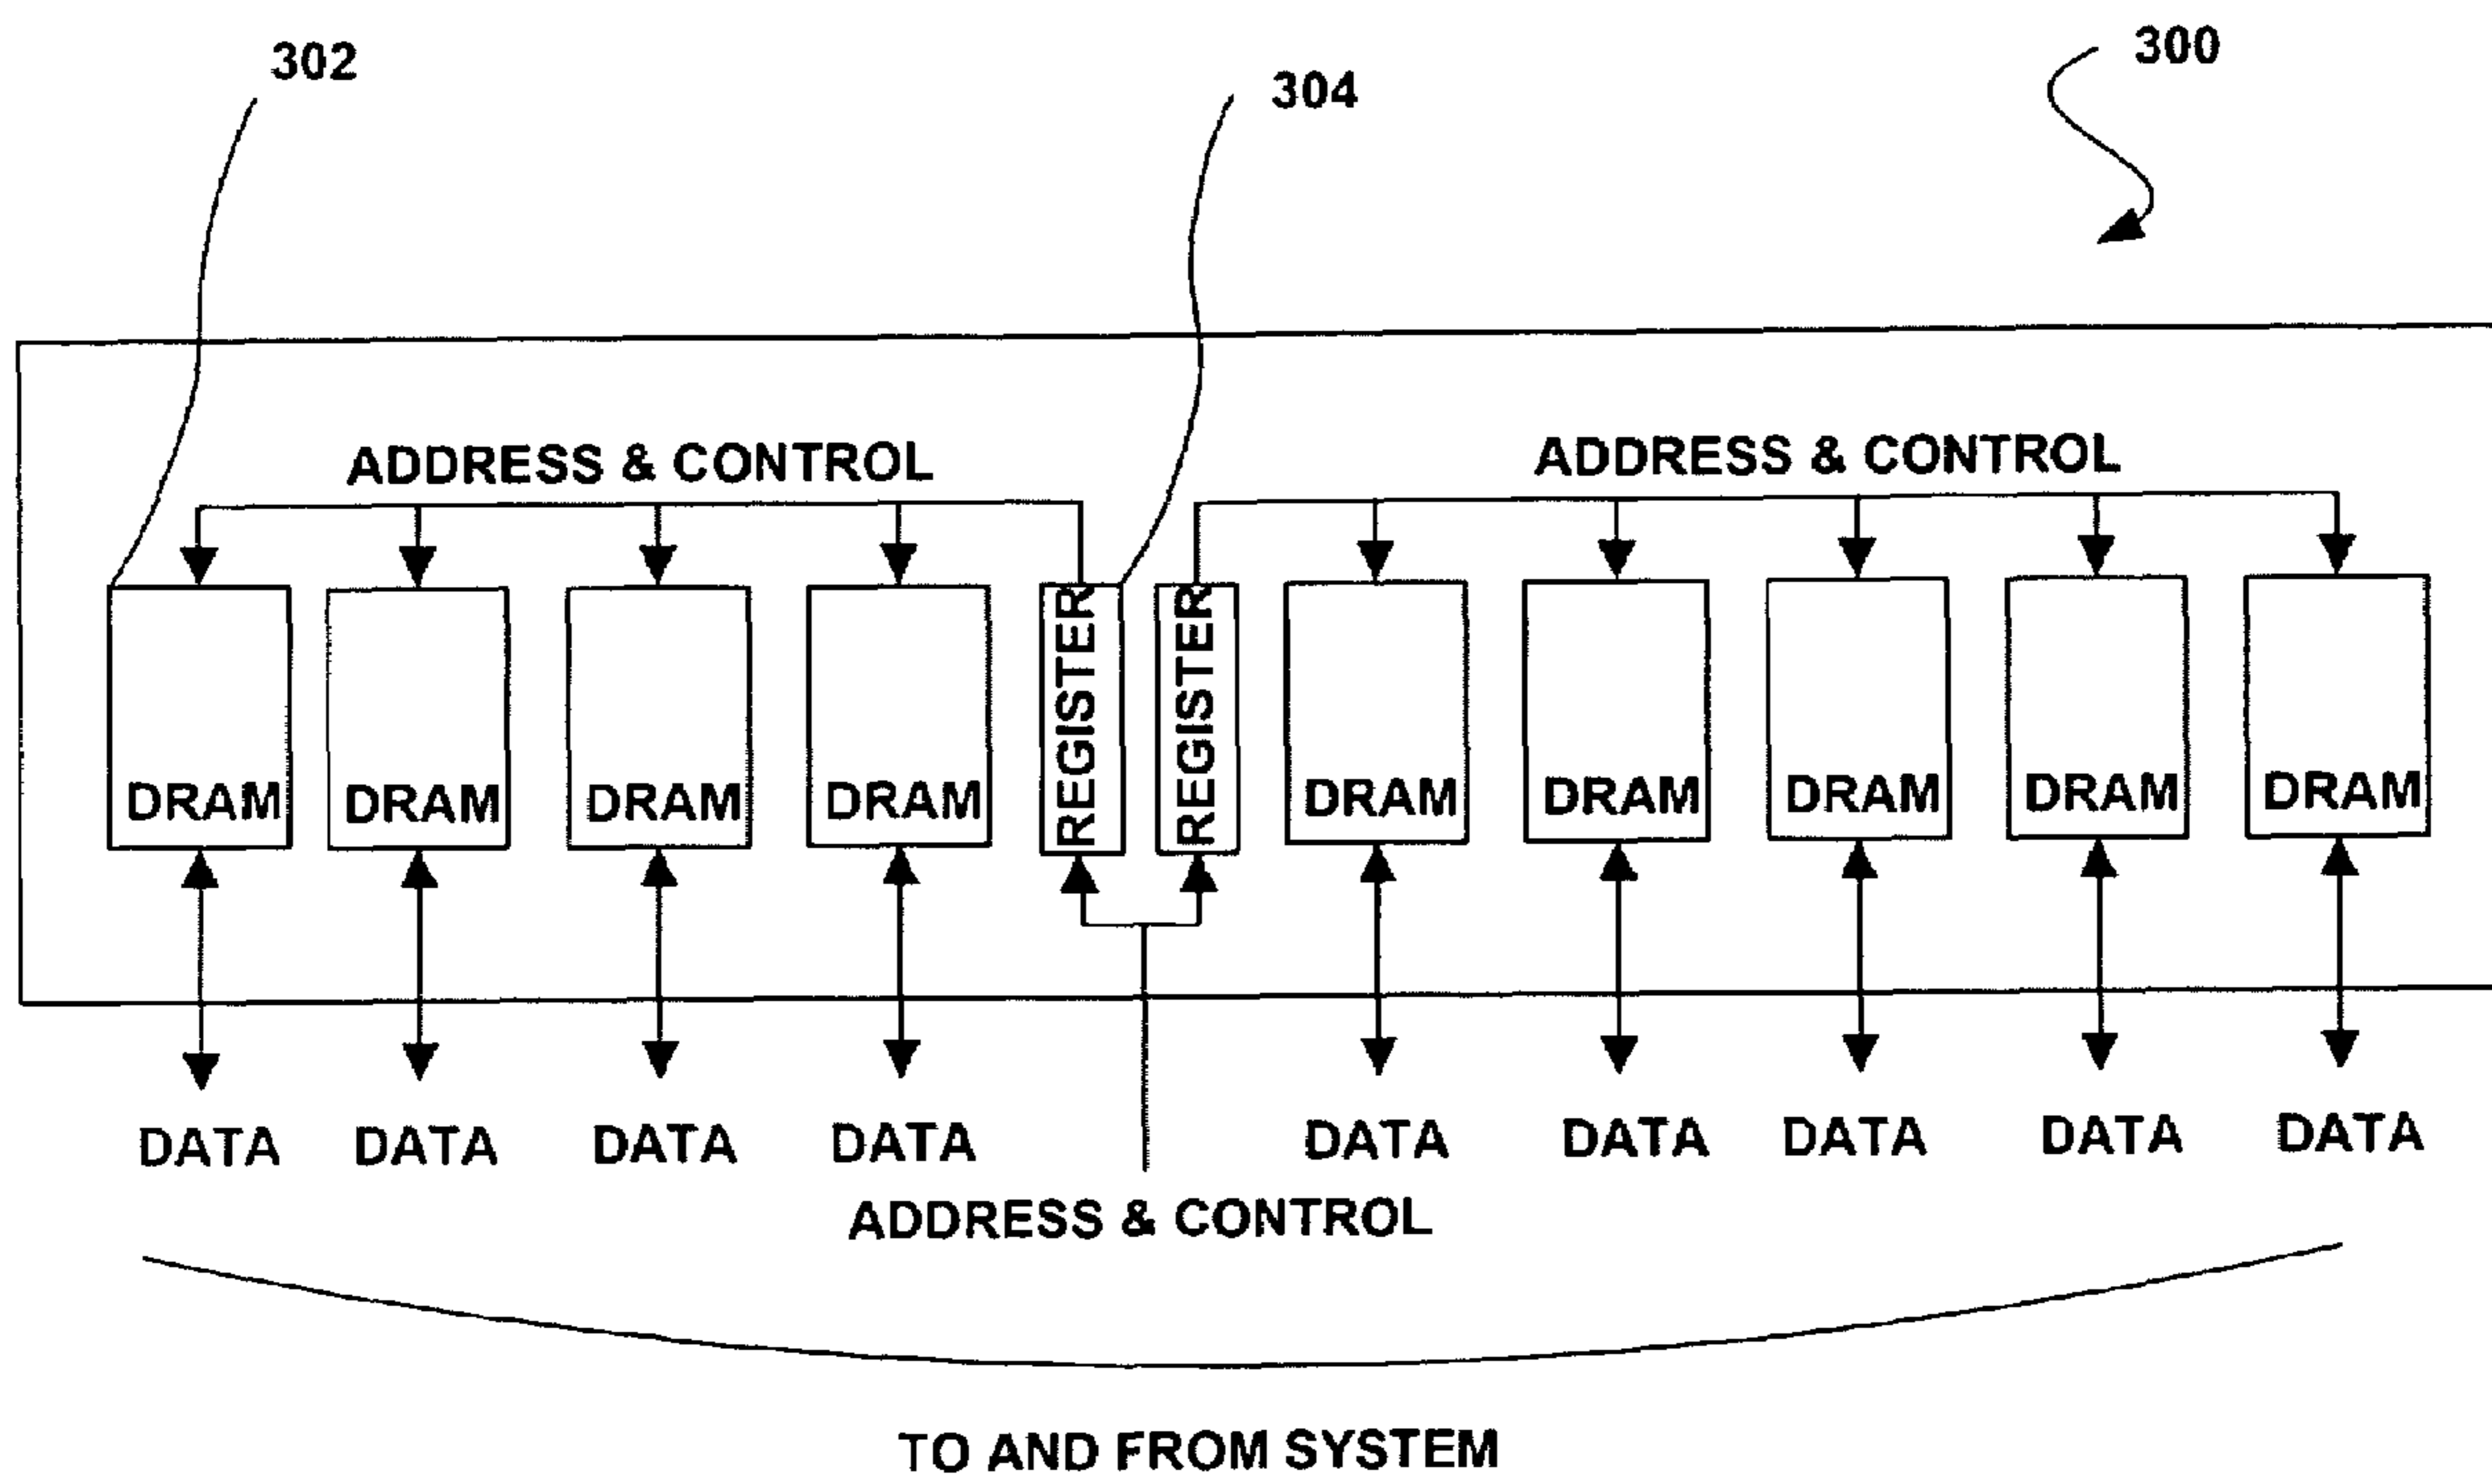 302
304
300
ADDRESS & CONTROL
ADDRESS & CONTROL
DRAM
DRAM
DRAM
DRAM
REGISTER
REGISTER
DRAM
DRAM
DRAM
DRAM
DRAM
DATA
DATA
DATA
DATA
DATA
DATA
DATA
DATA
DATA
ADDRESS & CONTROL
TO AND FROM SYSTEM